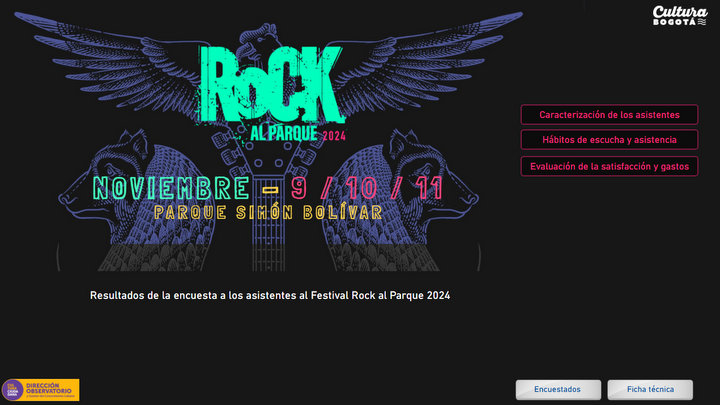 Cultura
BOGOTÁ
ROCK
AL PARQUE 2024
NOVIEMBRE - 9 / 10 / 11
PARQUE SIMÓN BOLÍVAR
Caracterización de los asistentes
Hábitos de escucha y asistencia
Evaluación de la satisfacción y gastos
Resultados de la encuesta a los asistentes al Festival Rock al Parque 2024
DIRECCIÓN
OBSERVATORIO
Encuestados
Ficha técnica